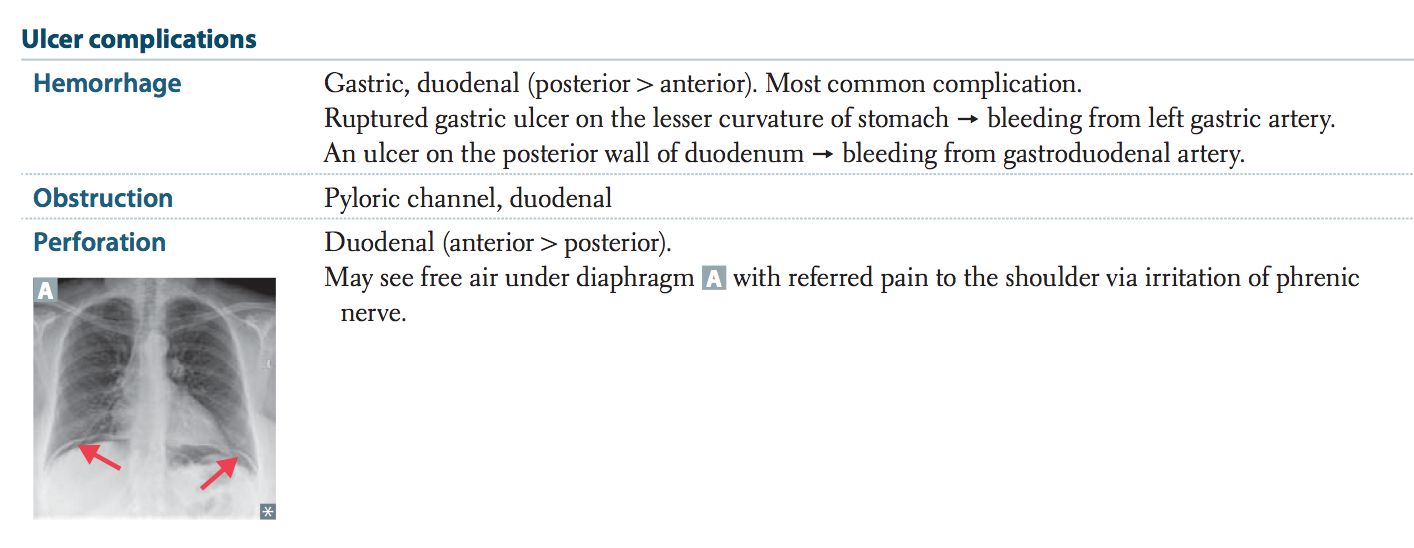 Ulcer complications
Hemorrhage
Gastric, duodenal (posterior > anterior). Most common complication.
Ruptured gastric ulcer on the lesser curvature of stomach → bleeding from left gastric artery.
An ulcer on the posterior wall of duodenum → bleeding from gastroduodenal artery.
Obstruction
Pyloric channel, duodenal
Perforation
Duodenal (anterior > posterior).
May see free air under diaphragm A with referred pain to the shoulder via irritation of phrenic
nerve.
A
L
*